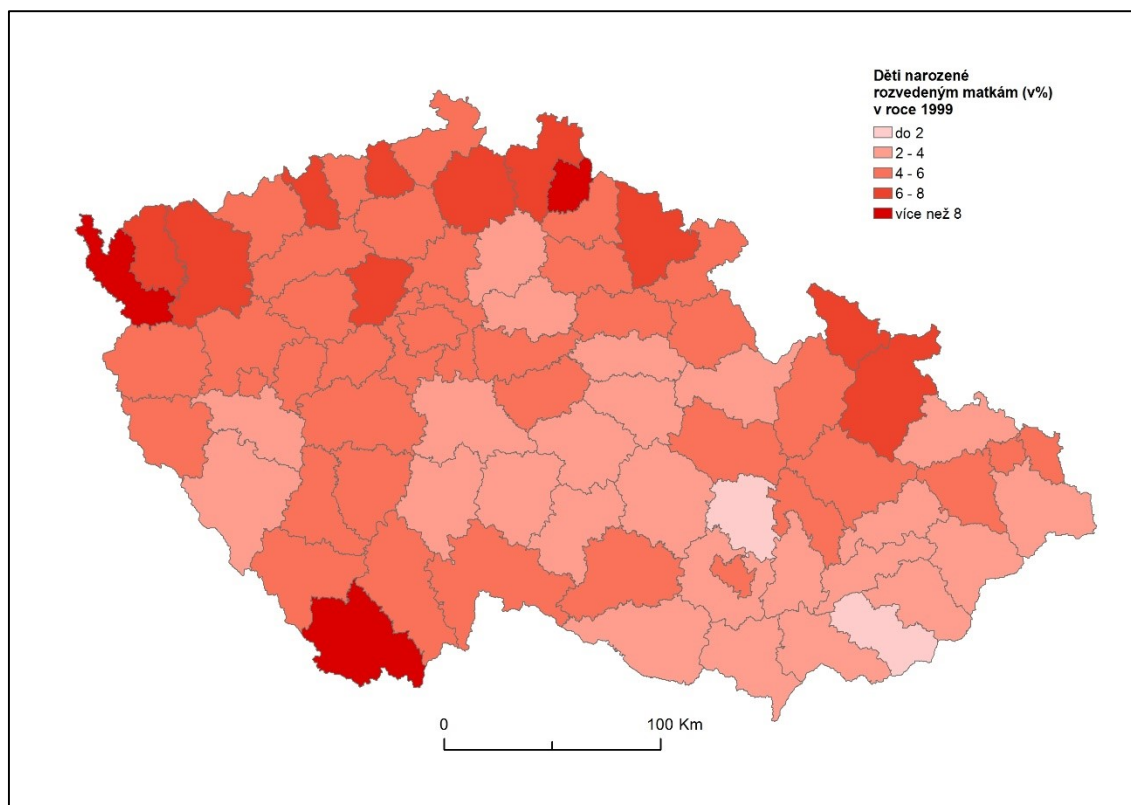 Děti narozené
rozvedeným matkám (v%)
v roce 1999
do 2
2 - 4
4 - 6
6 - 8
více než 8
0
100 Km